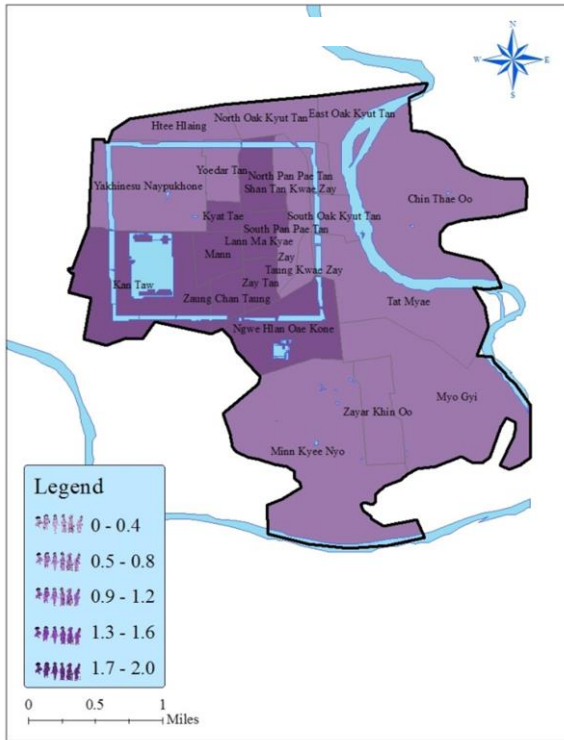 N
W E
S
North Oak Kyut Tan
East Oak Kyut Tan
Htee Hlaing
Yoedar Tan
North Pan Pae Tan
Yakhinesu Naypukhone
Shan Tan Kwae Zay
Chin Thae Oo
Kyat Tae
South Oak Kyut Tan
South Pan Pae Tan
Lann Ma Kyae
Mann
Zay
Taung Kwae Zay
Kan Taw
Zay Tan
Zaung Chan Taung
Tat Myae
Ngwe Hlan Oae Kone
Myo Gyi
Zayar Khin Oo
Minn Kyee Nyo
Legend
0 - 0.4
0.5 - 0.8
0.9 - 1.2
1.3 - 1.6
1.7 - 2.0
0 0.5 1
Miles